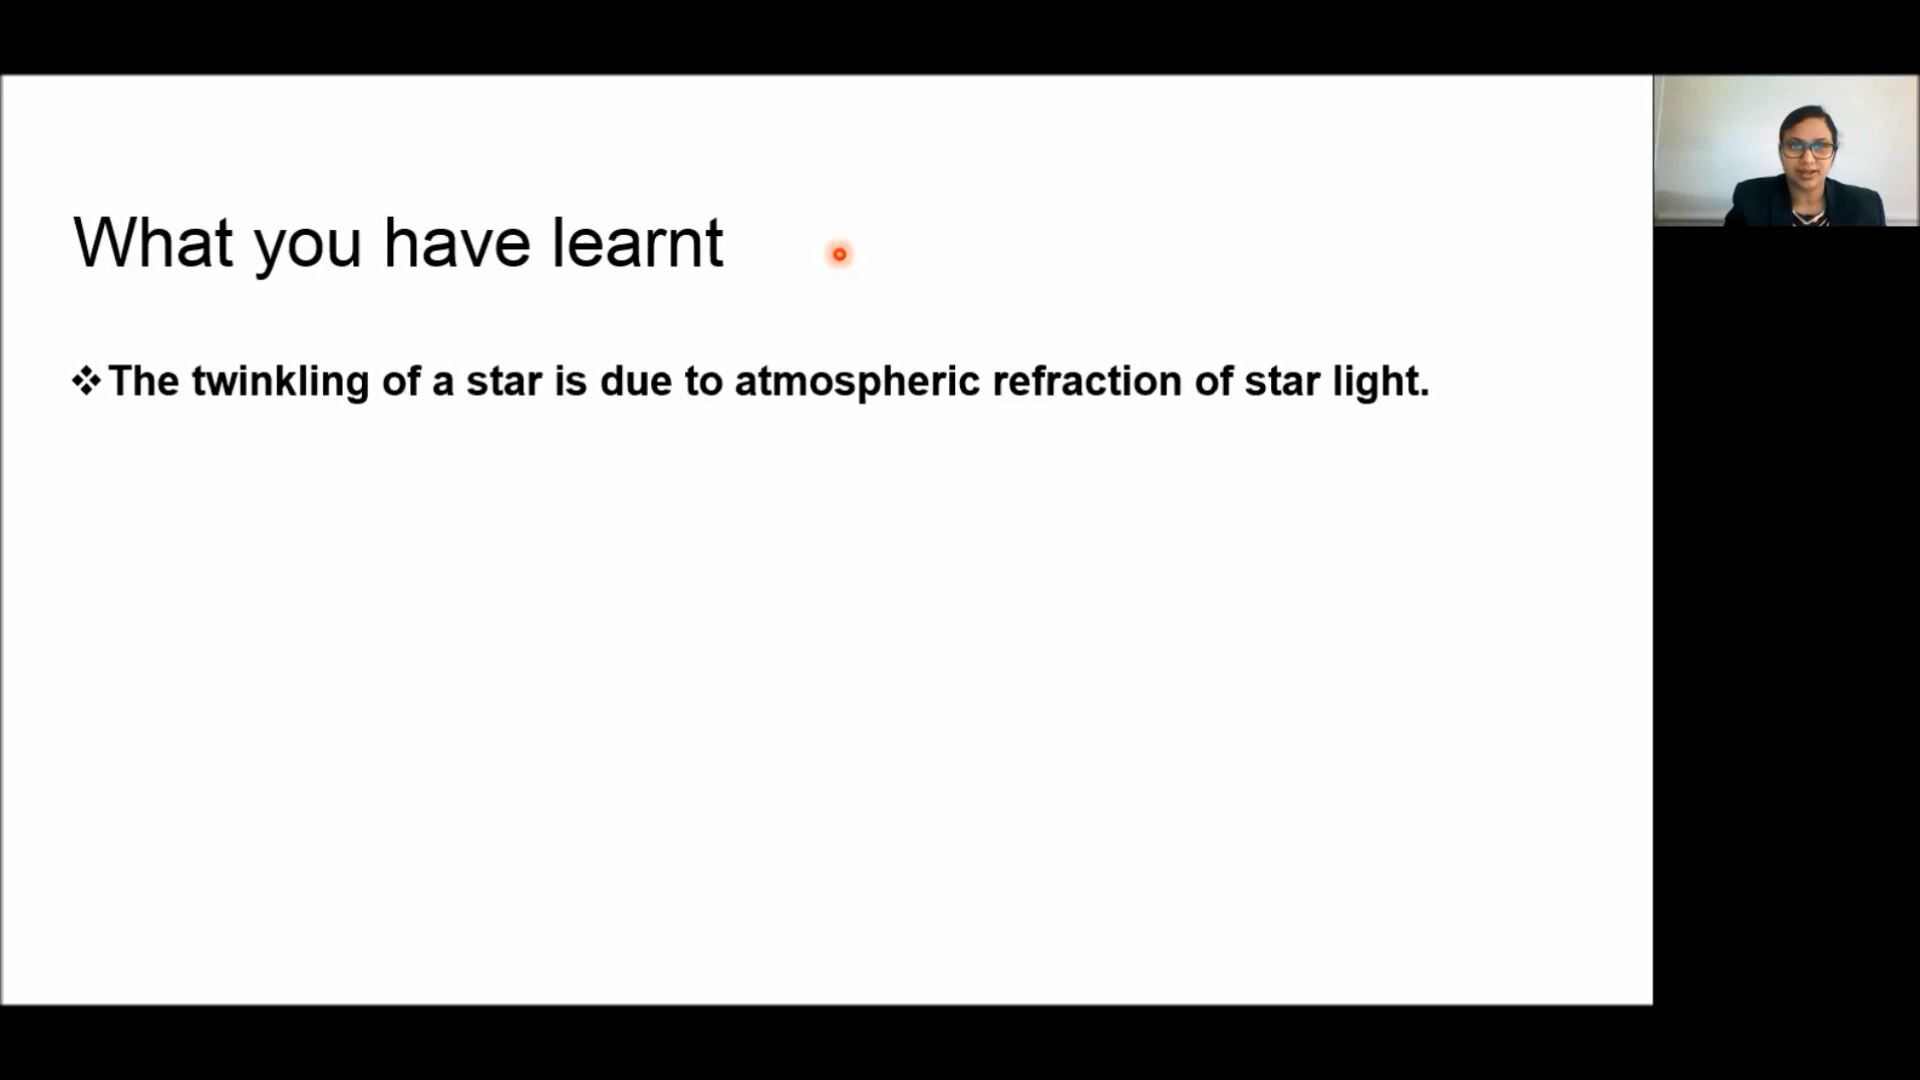 What you have learnt
❖ The twinkling of a star is due to atmospheric refraction of star light.